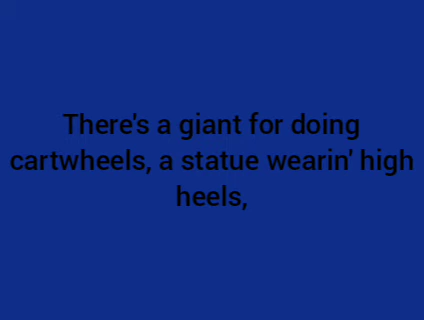 There's a giant for doing
cartwheels, a statue wearin' high
heels,